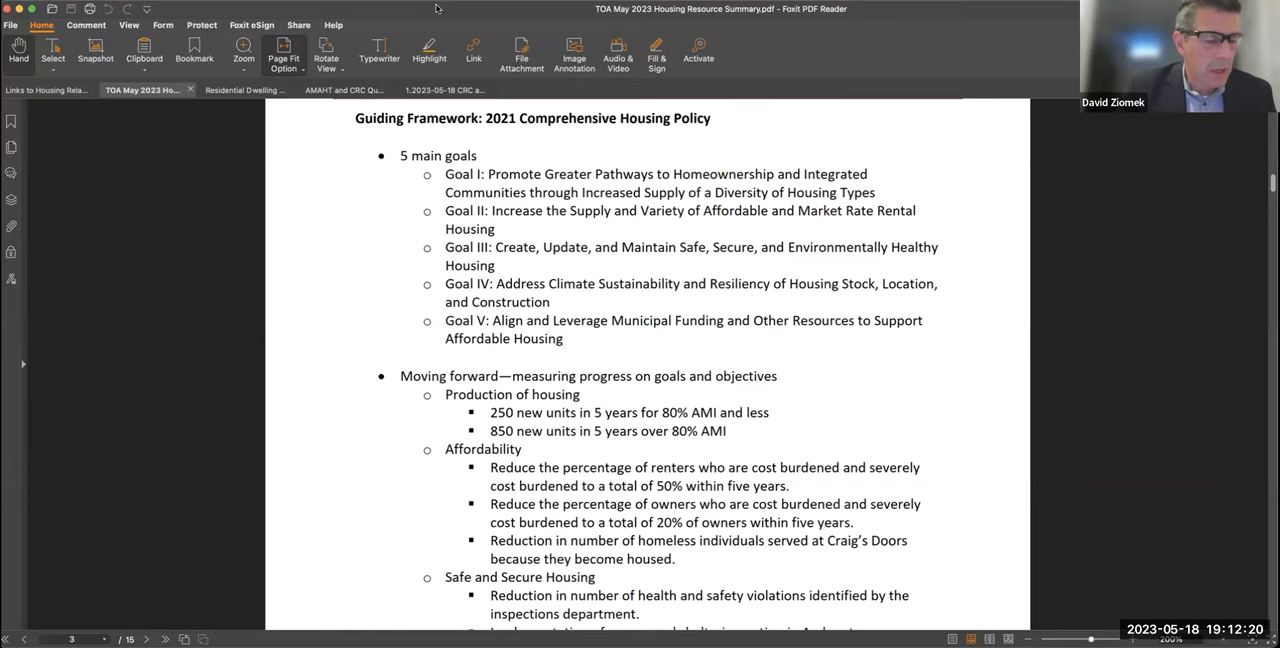 TOA May 2023 Housing Resource Summary.pdf - Foxit PDF Reader
File Home Comment View Form Protect Foxit eSign Share Help
Hand Select Snapshot Clipboard Bookmark Zoom Page Fit Option Rotate View Typewriter Highlight Link File Attachment Image Annotation Audio & Video Fill & Sign Activate
David Ziomek
Links to Housing Rela... TOA May 2023 Ho... Residential Dwelling ... AMAHT and CRC Qu... 1.2023-05-18 CRC a...
Guiding Framework: 2021 Comprehensive Housing Policy
• 5 main goals
o Goal I: Promote Greater Pathways to Homeownership and Integrated
Communities through Increased Supply of a Diversity of Housing Types
o Goal II: Increase the Supply and Variety of Affordable and Market Rate Rental
Housing
o Goal III: Create, Update, and Maintain Safe, Secure, and Environmentally Healthy
Housing
o Goal IV: Address Climate Sustainability and Resiliency of Housing Stock, Location,
and Construction
o Goal V: Align and Leverage Municipal Funding and Other Resources to Support
Affordable Housing
• Moving forward—measuring progress on goals and objectives
o Production of housing
▪ 250 new units in 5 years for 80% AMI and less
▪ 850 new units in 5 years over 80% AMI
o Affordability
▪ Reduce the percentage of renters who are cost burdened and severely
cost burdened to a total of 50% within five years.
▪ Reduce the percentage of owners who are cost burdened and severely
cost burdened to a total of 20% of owners within five years.
▪ Reduction in number of homeless individuals served at Craig's Doors
because they become housed.
o Safe and Secure Housing
▪ Reduction in number of health and safety violations identified by the
inspections department.
2023-05-18 19:12:20
3 / 15
200%